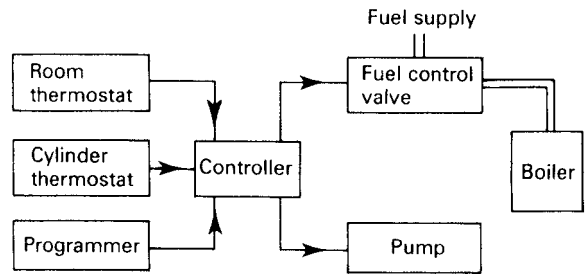 Fuel supply
Room
thermostat
Fuel control
valve
Cylinder
thermostat
Controller
Boiler
Programmer
Pump